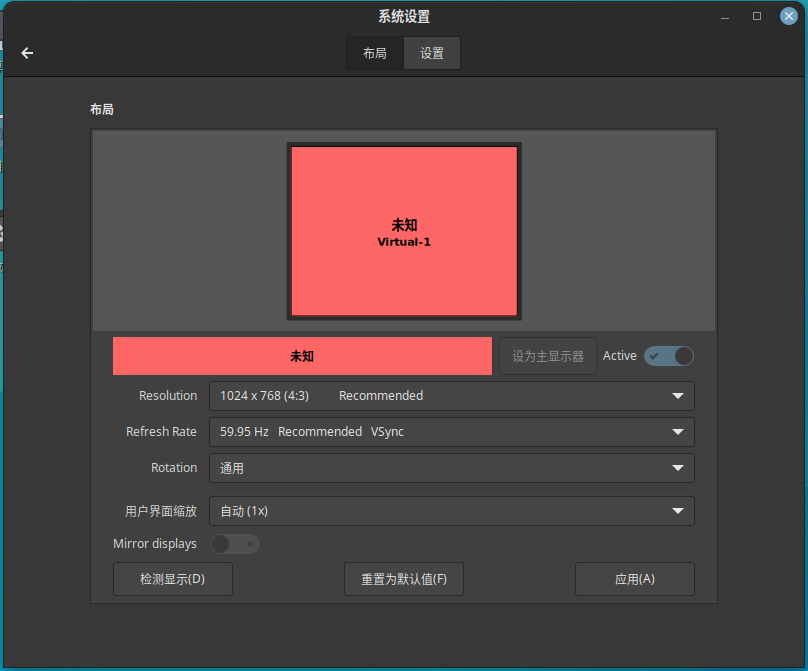 系统设置
布局 设置
布局
未知
Virtual-1
未知 设为主显示器 Active
Resolution 1024 x 768 (4:3) Recommended
Refresh Rate 59.95 Hz Recommended VSync
Rotation 通用
用户界面缩放 自动 (1x)
Mirror displays
检测显示(D) 重置为默认值(F) 应用(A)